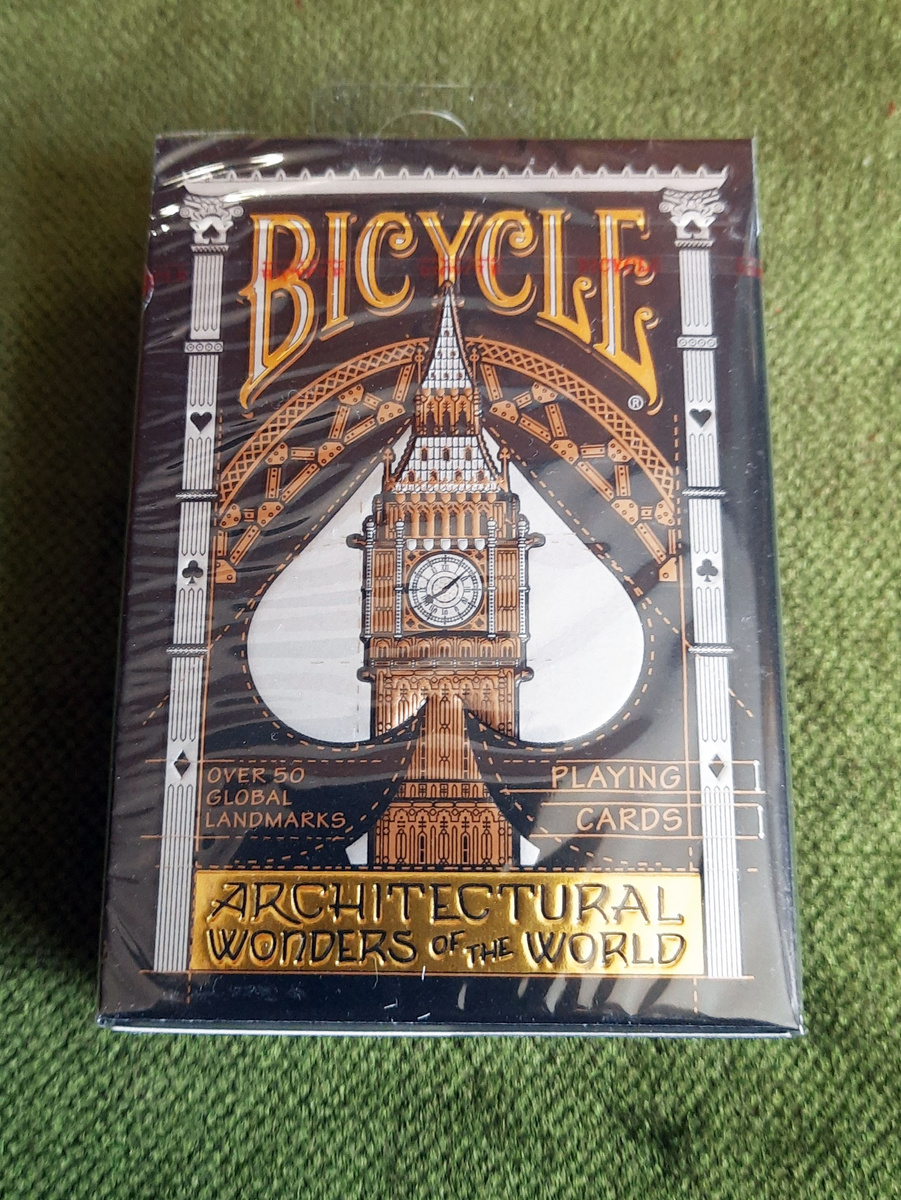 BICYCLE
®
OVER 50
GLOBAL
LANDMARKS
PLAYING
CARDS
ARCHITECTURAL
WONDERS OF THE WORLD